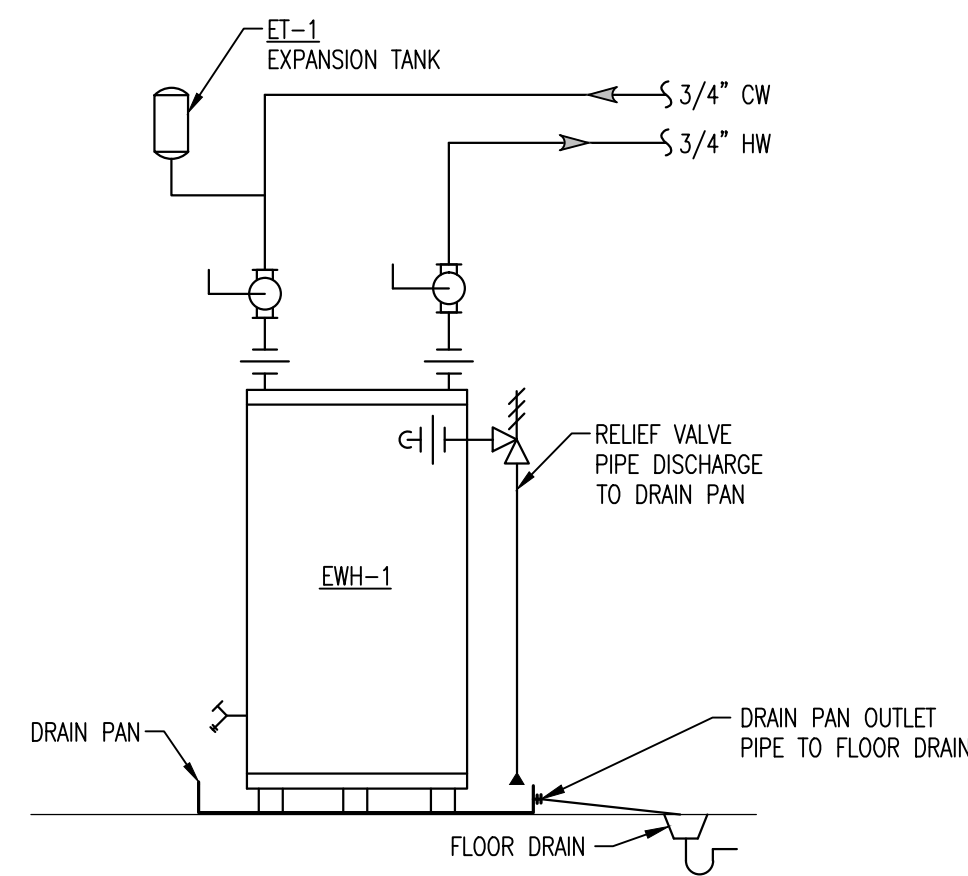 ET-1
EXPANSION TANK
3/4" CW
3/4" HW
RELIEF VALVE
PIPE DISCHARGE
TO DRAIN PAN
EWH-1
DRAIN PAN
DRAIN PAN OUTLET
PIPE TO FLOOR DRAIN
FLOOR DRAIN